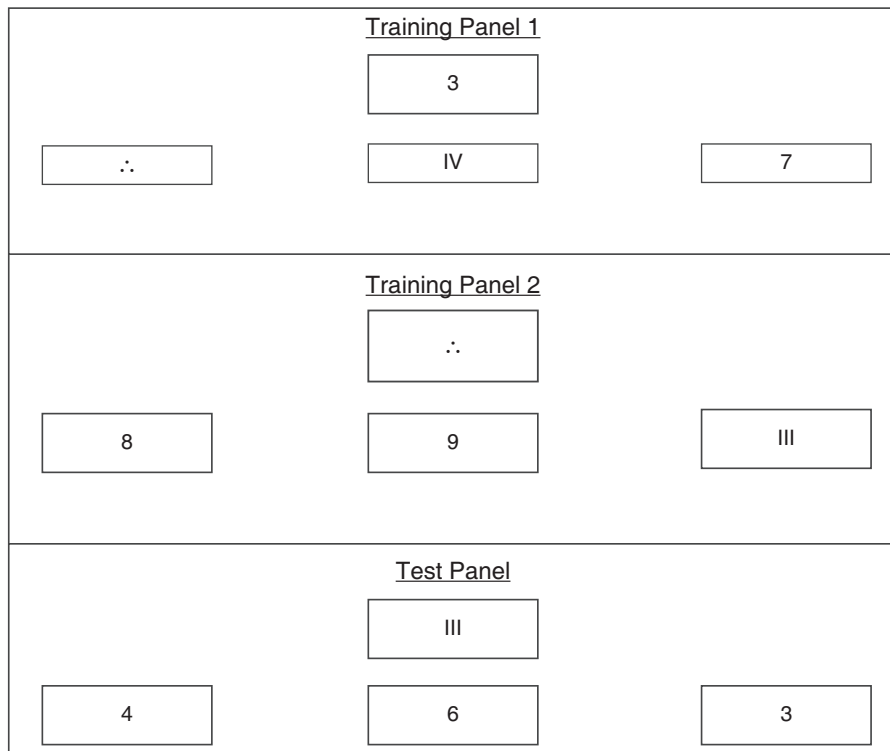 Training Panel 1
3
∴ IV 7
Training Panel 2
∴
8 9 III
Test Panel
III
4 6 3